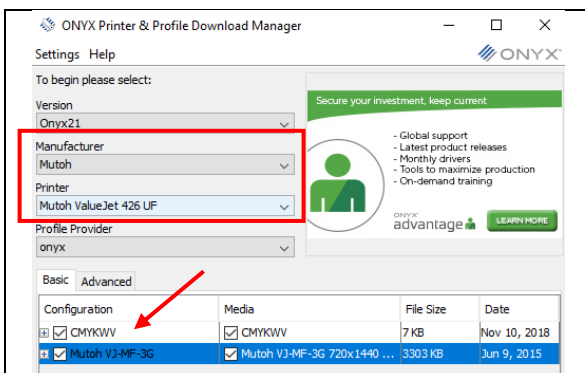 ONYX Printer & Profile Download Manager
Settings Help
ONYX
To begin please select:
Version
Onyx21
Manufacturer
Mutoh
Printer
Mutoh ValueJet 426 UF
Profile Provider
onyx
Secure your investment, keep current
- Global support
- Latest product releases
- Monthly drivers
- Tools to maximize production
- On-demand training
ONYX
advantage
LEARN MORE
Basic Advanced
Configuration Media File Size Date
CMYKWV CMYKWV 7 KB Nov 10, 2018
Mutoh VJ-MF-3G Mutoh VJ-MF-3G 720x1440 ... 3303 KB Jun 9, 2015